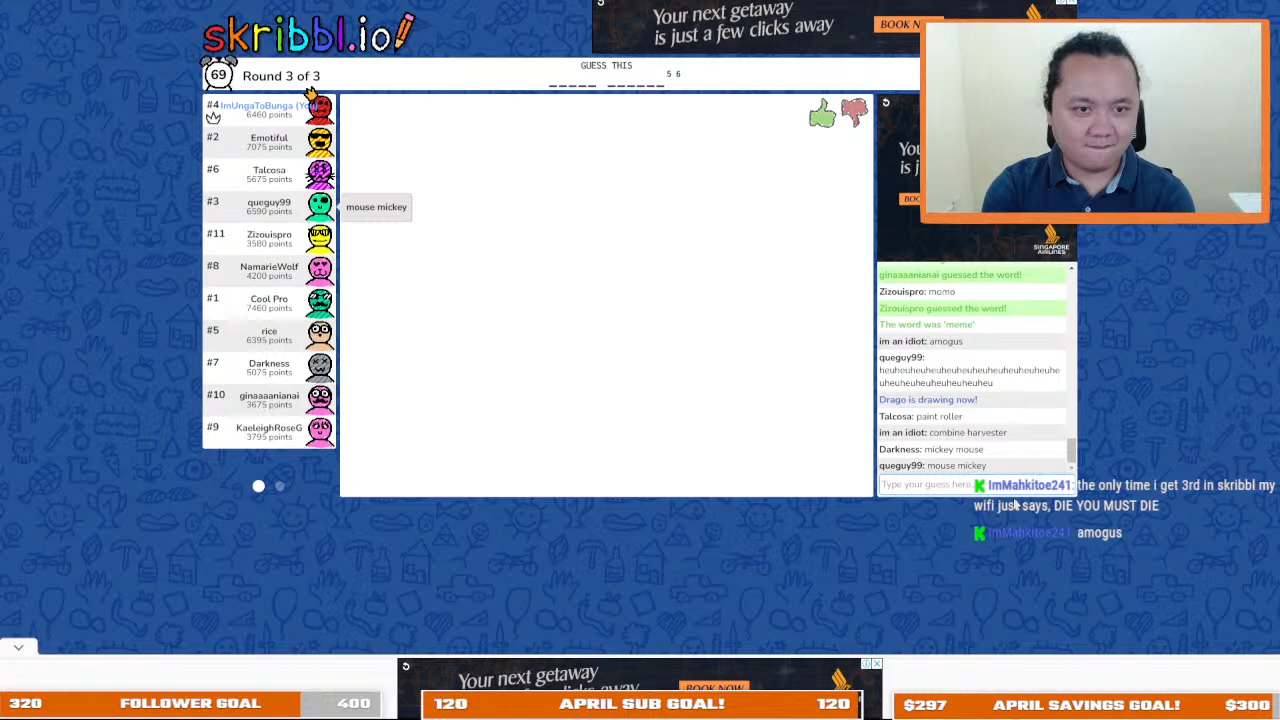 skribbl.io
Your next getaway
is just a few clicks away
BOOK N
69
Round 3 of 3
GUESS THIS
_____ ______ 5 6
#4 ImUngaToBunga (You)
6460 points
#2 Emotiful
7075 points
#6 Talcosa
5675 points
#3 queguy99
6590 points
mouse mickey
#11 Zizouispro
3580 points
#8 NamarieWolf
4200 points
#1 Cool Pro
7460 points
#5 rice
6395 points
#7 Darkness
5075 points
#10 ginaaaanianai
3675 points
#9 KaeleighRoseG
3795 points
You
BOO
SINGAPORE
AIRLINES
ginaaaanianai guessed the word!
Zizouispro: momo
Zizouispro guessed the word!
The word was 'meme'
im an idiot: amogus
queguy99:
heuheuheuheuheuheuheuheuheuheuheuheuhe
uheuheuheuheuheuheuheu
Drago is drawing now!
Talcosa: paint roller
im an idiot: combine harvester
Darkness: mickey mouse
queguy99: mouse mickey
Type your guess here...
ImMahkitoe241: the only time i get 3rd in skribbl my
wifi just says, DIE YOU MUST DIE
ImMahkitoe241 amogus
Your next getaway
BOOK NOW
320 FOLLOWER GOAL 400
120 APRIL SUB GOAL! 120
$297 APRIL SAVINGS GOAL! $300